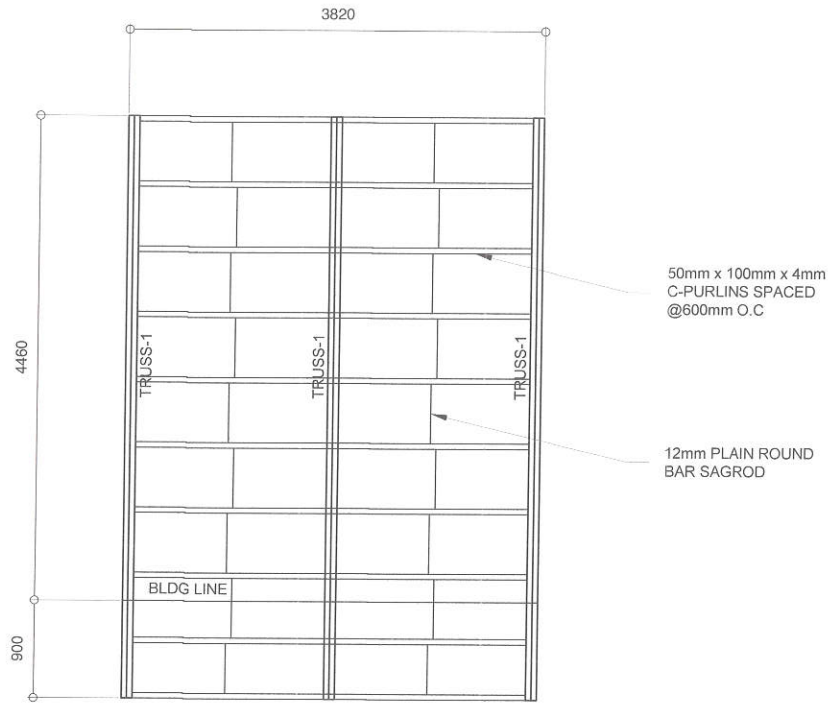 3820
4460
TRUSS-1
TRUSS-1
TRUSS-1
50mm x 100mm x 4mm
C-PURLINS SPACED
@600mm O.C
12mm PLAIN ROUND
BAR SAGROD
BLDG LINE
900